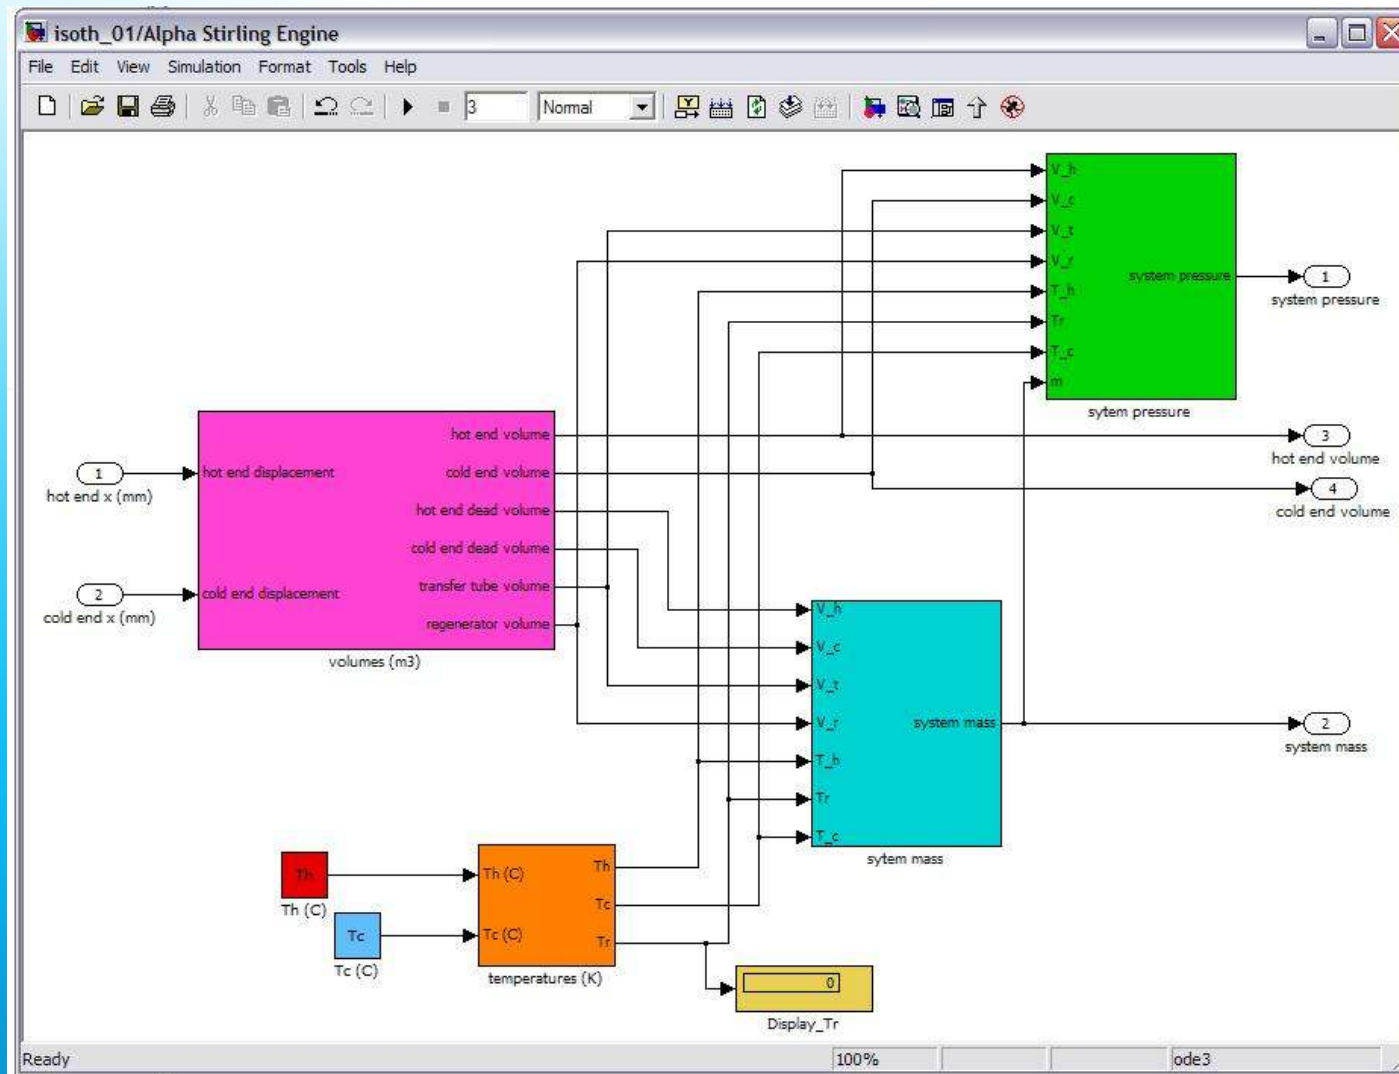 isoth_01/Alpha Stirling Engine
File Edit View Simulation Format Tools Help
3 Normal
V_h
V_c
V_t
V_r
T_h
Tr
T_c
m
system pressure
sytem pressure
1
system pressure
3
hot end volume
4
cold end volume
1
hot end x (mm)
2
cold end x (mm)
hot end displacement
cold end displacement
hot end volume
cold end volume
hot end dead volume
cold end dead volume
transfer tube volume
regenerator volume
volumes (m3)
V_h
V_c
V_t
V_r
T_h
Tr
T_c
system mass
sytem mass
2
system mass
Th
Th (C)
Tc
Tc (C)
Th (C)
Tc (C)
Th
Tc
Tr
temperatures (K)
0
Display_Tr
Ready 100% ode3